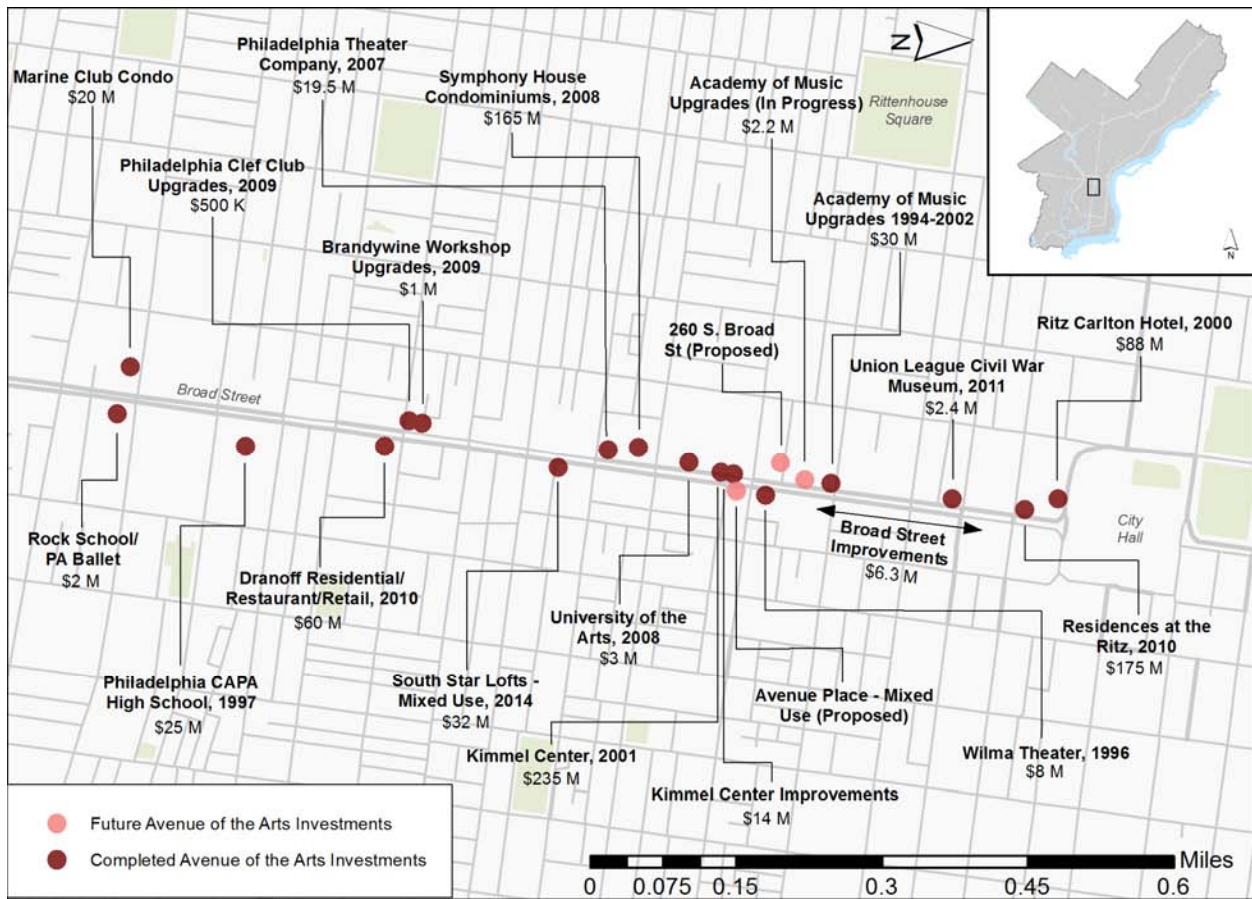 Marine Club Condo
$20 M
Philadelphia Theater
Company, 2007
$19.5 M
Symphony House
Condominiums, 2008
$165 M
N
Academy of Music
Upgrades (In Progress)
$2.2 M
Rittenhouse
Square
N
Philadelphia Clef Club
Upgrades, 2009
$500 K
Brandywine Workshop
Upgrades, 2009
$1 M
Academy of Music
Upgrades 1994-2002
$30 M
260 S. Broad
St (Proposed)
Union League Civil War
Museum, 2011
$2.4 M
Ritz Carlton Hotel, 2000
$88 M
Broad Street
City
Hall
Broad Street
Improvements
$6.3 M
Rock School/
PA Ballet
$2 M
Dranoff Residential/
Restaurant/Retail, 2010
$60 M
University of the
Arts, 2008
$3 M
Residences at the
Ritz, 2010
$175 M
Philadelphia CAPA
High School, 1997
$25 M
South Star Lofts -
Mixed Use, 2014
$32 M
Avenue Place - Mixed
Use (Proposed)
Kimmel Center, 2001
$235 M
Wilma Theater, 1996
$8 M
Kimmel Center Improvements
$14 M
Future Avenue of the Arts Investments
Completed Avenue of the Arts Investments
Miles
0 0.075 0.15 0.3 0.45 0.6